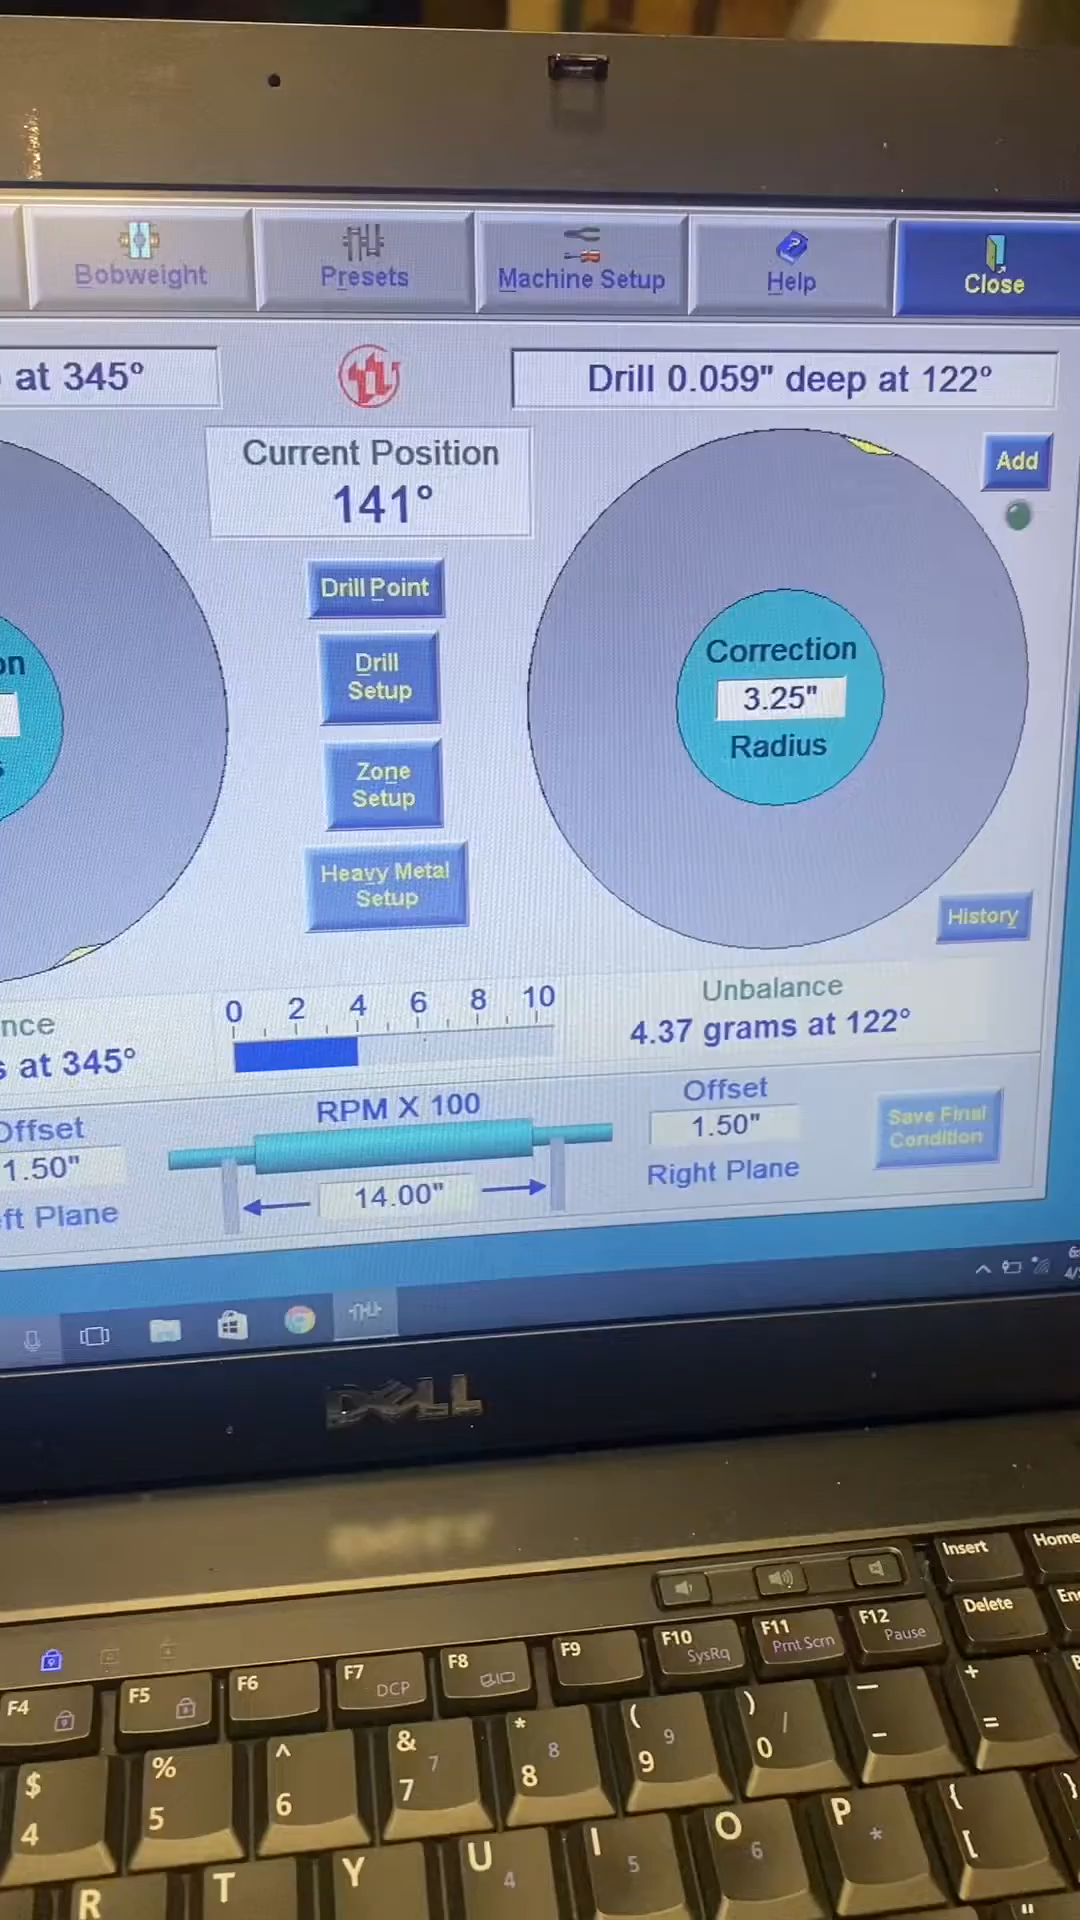 Bobweight
Presets
Machine Setup
Help
Close
at 345°
Drill 0.059" deep at 122°
Current Position
141°
Add
Drill Point
Drill
Setup
Zone
Setup
Heavy Metal
Setup
on
Correction
3.25"
Radius
History
nce
s at 345°
0 2 4 6 8 10
RPM X 100
Unbalance
4.37 grams at 122°
Offset
1.50"
ft Plane
14.00"
Offset
1.50"
Right Plane
Save Final
Condition
DELL
Insert
Home
Delete
F4
F5
F6
F7
DCP
F8
F9
F10
SysRq
F11
Prnt Scrn
F12
Pause
$
4
%
5
^
6
&
7
7
*
8
8
(
9
9
)
0
/
—
-
+
=
R
T
Y
U
4
I
5
O
6
P
*
{
[
}
"